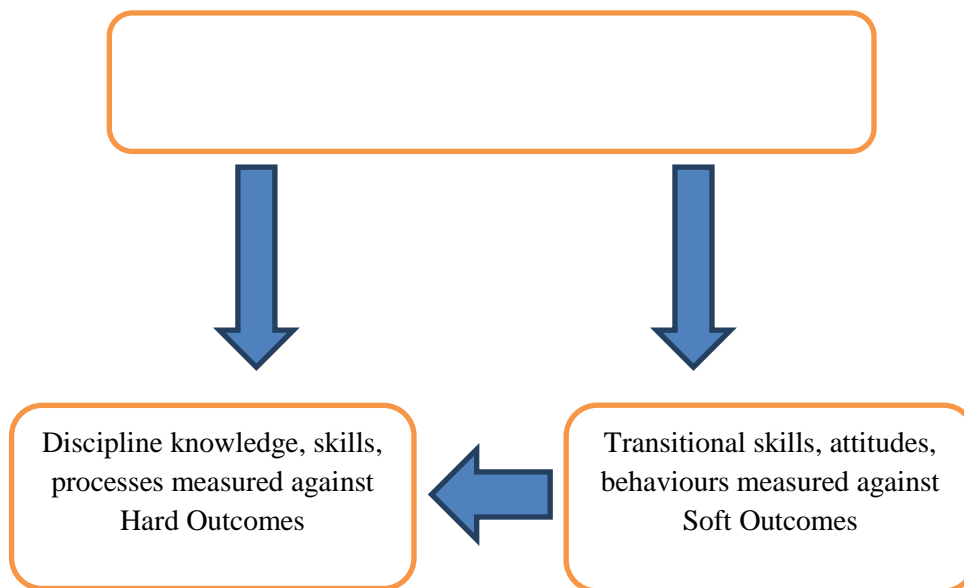 Discipline knowledge, skills,
processes measured against
Hard Outcomes
Transitional skills, attitudes,
behaviours measured against
Soft Outcomes